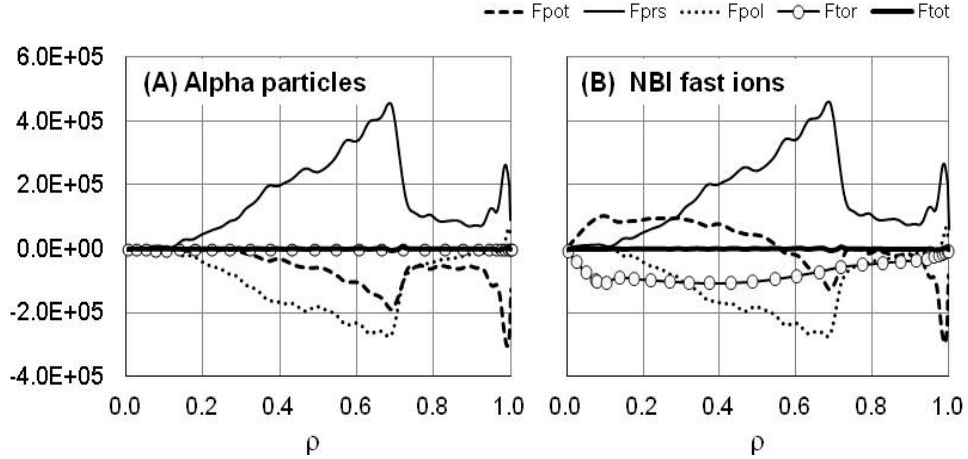 Fpot Fprs Fpol Ftor Ftot
6.0E+05
4.0E+05
2.0E+05
0.0E+00
-2.0E+05
-4.0E+05
(A) Alpha particles
(B) NBI fast ions
0.0 0.2 0.4 0.6 0.8 1.0
0.0 0.2 0.4 0.6 0.8 1.0
ρ
ρ